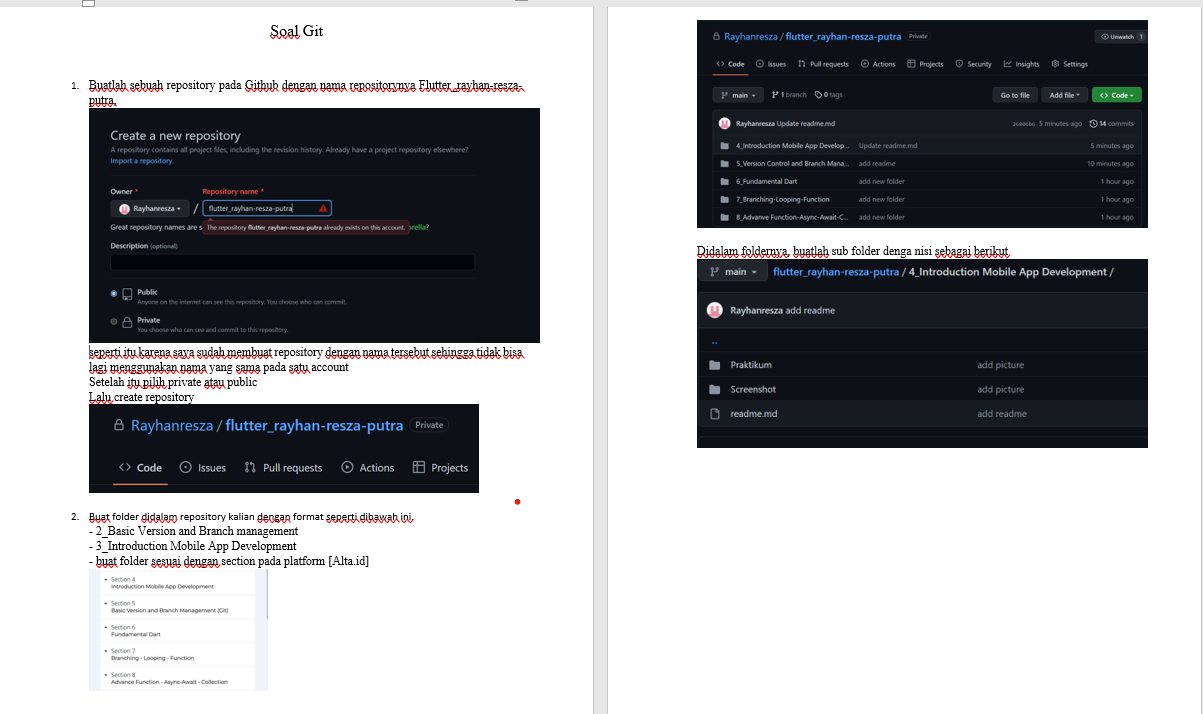 Soal Git
1. Buatlah sebuah repository pada Github dengan nama repositorynya Flutter_rayhan-resza-
putra.
Create a new repository
A repository contains all project files, including the revision history. Already have a project repository elsewhere?
Import a repository.
Owner * Repository name *
Rayhanresza / flutter_rayhan-resza-putra
Great repository names are s
The repository flutter_rayhan-resza-putra already exists on this account.
rella?
Description (optional)
Public
Anyone on the internet can see this repository. You choose who can commit.
Private
You choose who can see and commit to this repository.
seperti itu karena saya sudah membuat repository dengan nama tersebut sehingga tidak bisa
lagi menggunakan nama yang sama pada satu account
Setelah itu pilih private atau public
Lalu create repository
Rayhanresza / flutter_rayhan-resza-putra Private
Code Issues Pull requests Actions Projects
2. Buat folder didalam repository kalian dengan format seperti dibawah ini.
- 2_Basic Version and Branch management
- 3_Introduction Mobile App Development
- buat folder sesuai dengan section pada platform [Alta.id]
Section 4
Introduction Mobile App Development
Section 5
Basic Version and Branch Management (Git)
Section 6
Fundamental Dart
Section 7
Branching - Looping - Function
Section 8
Advance Function - Async-Await - Collection
Rayhanresza / flutter_rayhan-resza-putra Private Unwatch 1
Code Issues Pull requests Actions Projects Security Insights Settings
main 1 branch 0 tags Go to file Add file Code
Rayhanresza Update readme.md 5 minutes ago 14 commits
4_Introduction Mobile App Develop... Update readme.md 5 minutes ago
5_Version Control and Branch Mana... add readme 10 minutes ago
6_Fundamental Dart add new folder 1 hour ago
7_Branching-Looping-Function add new folder 1 hour ago
8_Advanve Function-Async-Await-C... add new folder 1 hour ago
Didalam foldernya, buatlah sub folder denga nisi sebagai berikut.
main flutter_rayhan-resza-putra / 4_Introduction Mobile App Development /
Rayhanresza add readme
..
Praktikum add picture
Screenshot add picture
readme.md add readme